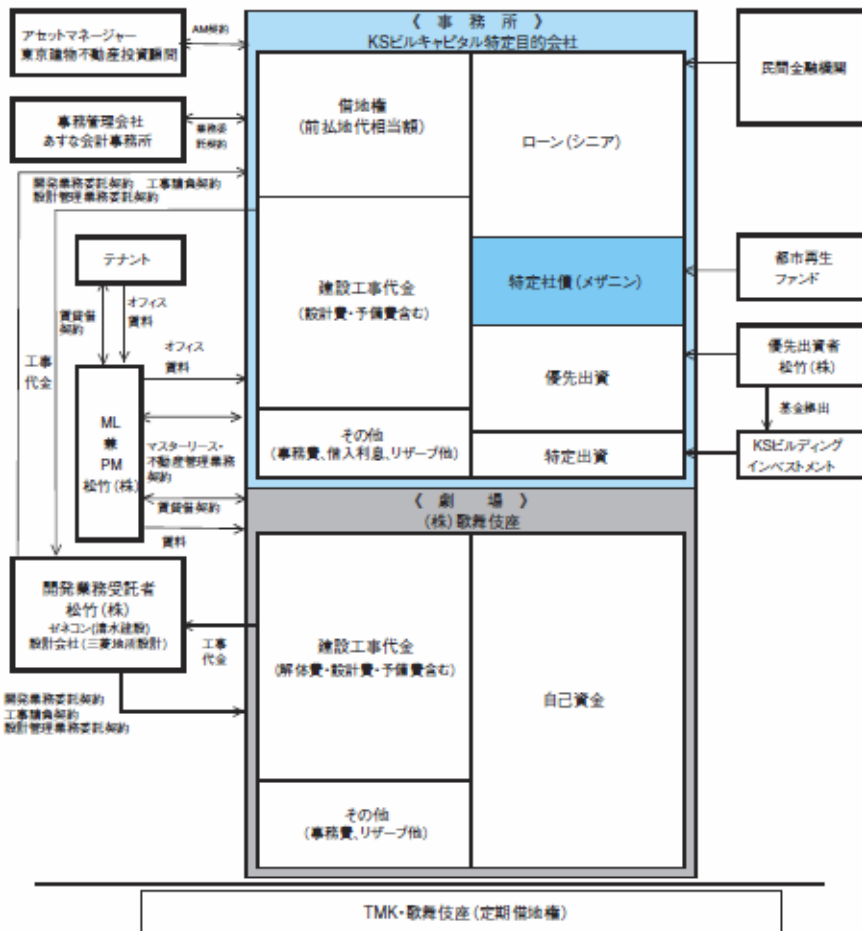 《 事 務 所 》
KSビルキャピタル特定目的会社
アセットマネージャー
東京建物不動産投資顧問
AM契約
事務管理会社
あすな会計事務所
業務委
託契約
開発業務委託契約 工事請負契約
設計管理業務委託契約
テナント
賃貸借
契約
オフィス
賃料
工事
代金
オフィス
賃料
ML
兼
PM
松竹(株)
マスターリース・
不動産管理業務
契約
賃貸借契約
賃料
開発業務受託者
松竹(株)
ゼネコン(清水建設)
設計会社(三菱地所設計)
工事
代金
開発業務委託契約
工事請負契約
設計管理業務委託契約
借地権
(前払地代相当額)
建設工事代金
(設計費・予備費含む)
その他
(事務費、借入利息、リザーブ他)
ローン(シニア)
特定社債(メザニン)
優先出資
特定出資
民間金融機関
都市再生
ファンド
優先出資者
松竹(株)
基金拠出
KSビルディング
インベストメント
《 劇 場 》
(株)歌舞伎座
建設工事代金
(解体費・設計費・予備費含む)
その他
(事務費、リザーブ他)
自己資金
TMK・歌舞伎座(定期借地権)